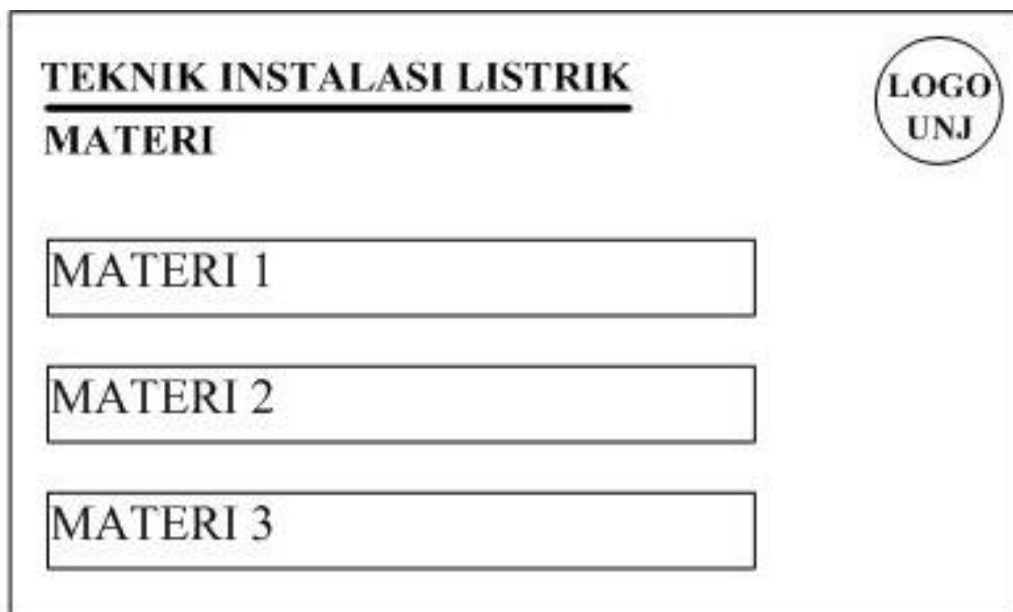 TEKNIK INSTALASI LISTRIK
MATERI
LOGO
UNJ
MATERI 1
MATERI 2
MATERI 3